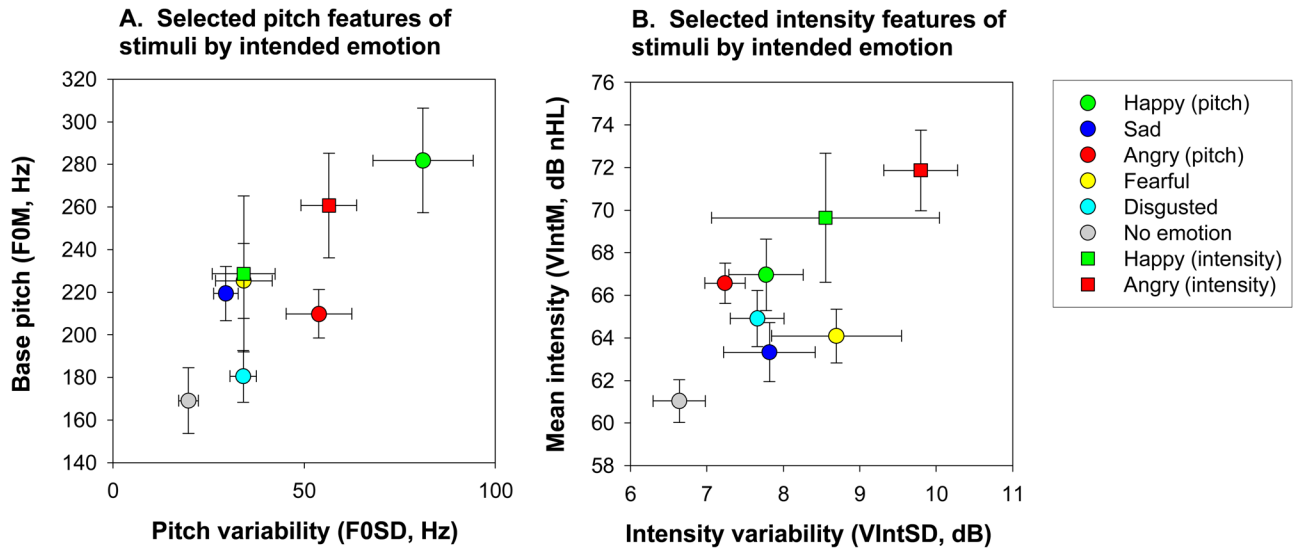 A.  Selected pitch features of
stimuli by intended emotion
320
300
280
260
240
220
200
180
160
140
Base pitch (F0M, Hz)
0
50
100
Pitch variability (F0SD, Hz)
B.  Selected intensity features of
stimuli by intended emotion
76
74
72
70
68
66
64
62
60
58
Mean intensity (VIntM, dB nHL)
6
7
8
9
10
11
Intensity variability (VIntSD, dB)
Happy (pitch)
Sad
Angry (pitch)
Fearful
Disgusted
No emotion
Happy (intensity)
Angry (intensity)